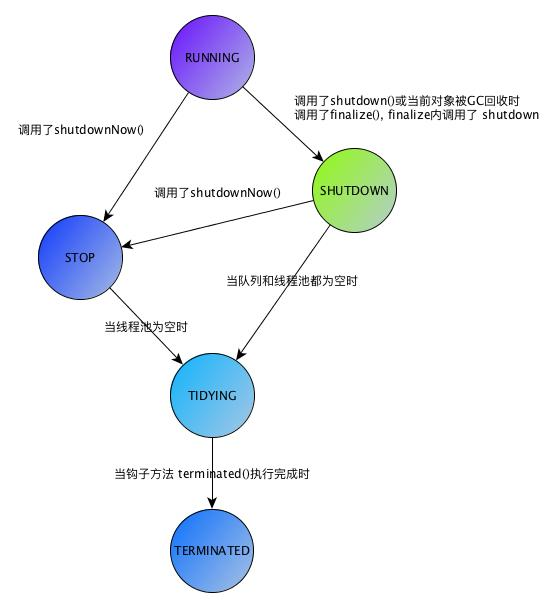 RUNNING
调用了shutdown()或当前对象被GC回收时
调用了finalize(), finalize内调用了 shutdown
调用了shutdownNow()
调用了shutdownNow()
SHUTDOWN
STOP
当队列和线程池都为空时
当线程池为空时
TIDYING
当钩子方法 terminated()执行完成时
TERMINATED